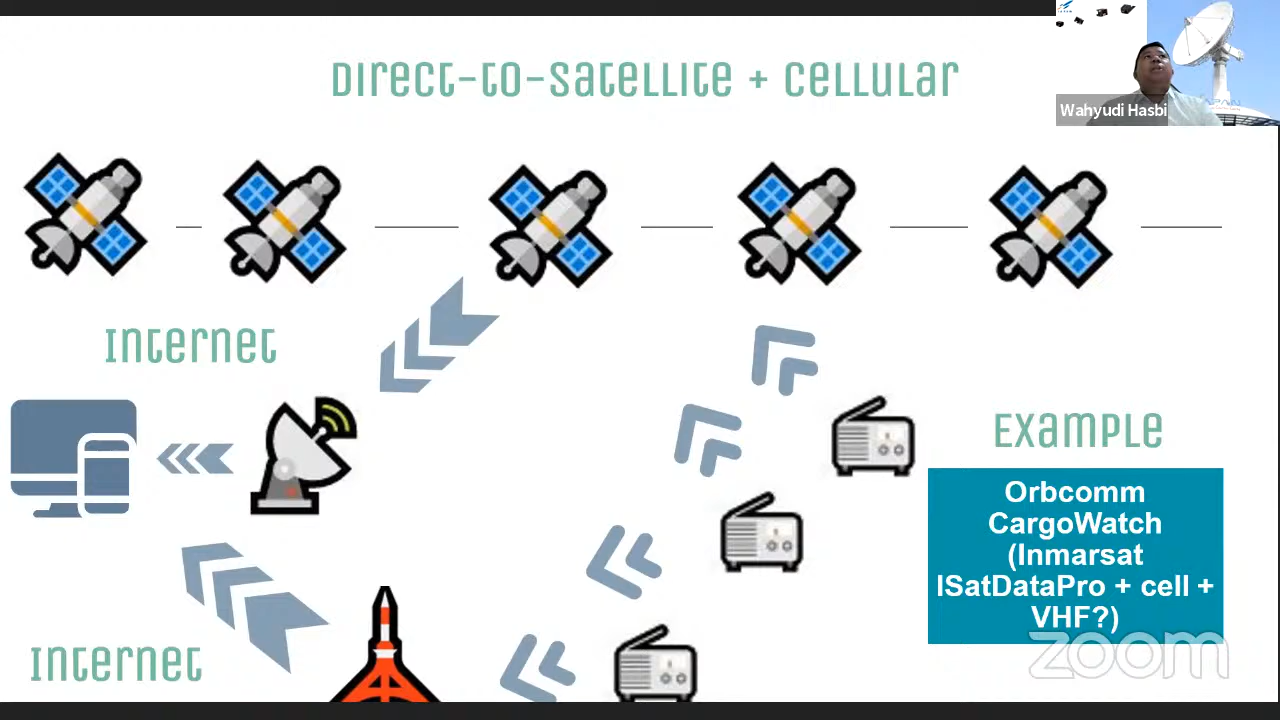 Direct-to-Satellite + Cellular
Wahyudi Hasbi
Internet
Example
Orbcomm
CargoWatch
(Inmarsat
ISatDataPro + cell +
VHF?)
Internet
zoom